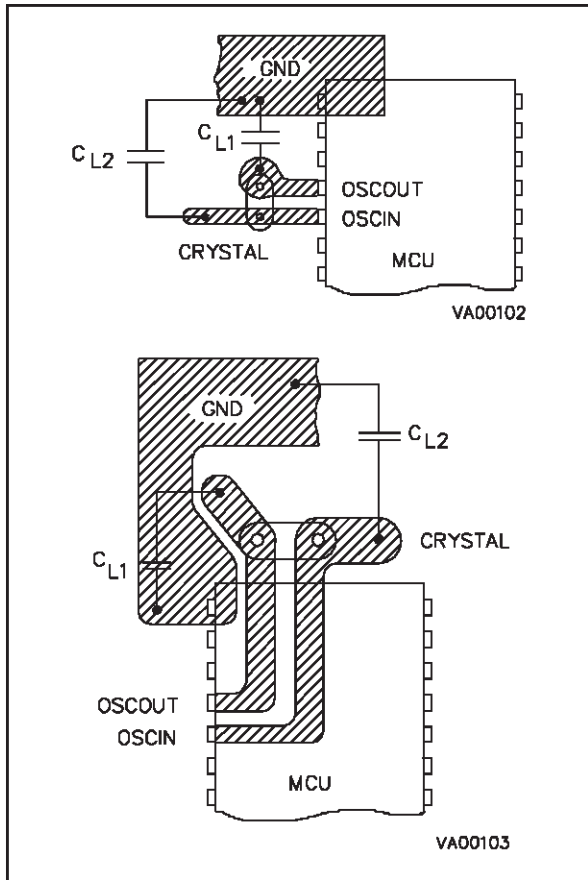 GND
C L1
C L2
OSCOUT
OSCIN
CRYSTAL
MCU
VA00102
GND
C L2
CRYSTAL
C L1
OSCOUT
OSCIN
MCU
VA00103